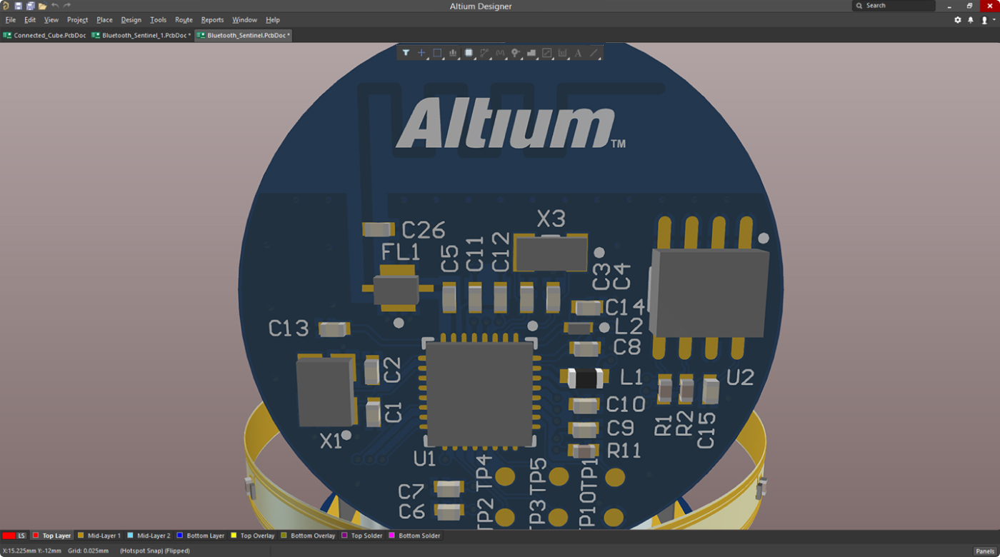 Altium Designer
Search
File Edit View Project Place Design Tools Route Reports Window Help
Connected_Cube.PcbDoc Bluetooth_Sentinel_1.PcbDoc * Bluetooth_Sentinel.PcbDoc *
A
Altium™
X3
C26
FL1
C5
C11
C12
C3
C4
C14
L2
C13
C8
C2
L1
U2
C10
C1
R1
R2
C15
C9
X1
R11
U1
TP4
TP5
TP1
C7
C6
TP2
TP3
TP10
LS Top Layer Mid-Layer 1 Mid-Layer 2 Bottom Layer Top Overlay Bottom Overlay Top Solder Bottom Solder
X:15.225mm Y:-12mm Grid: 0.025mm (Hotspot Snap) (Flipped)
Panels